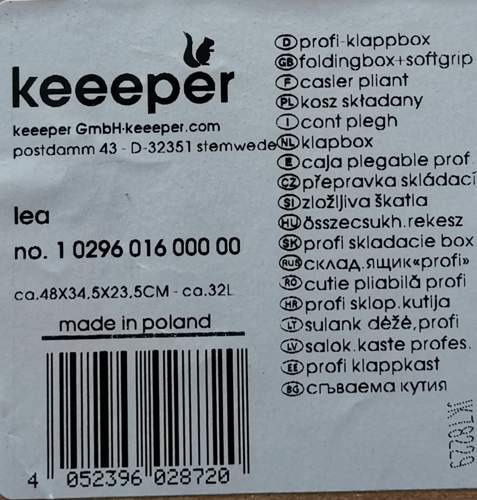 keeeper
keeeper GmbH·keeeper.com
postdamm 43 - D-32351 stemwede
lea
no. 1 0296 016 000 00
ca.48X34,5X23,5CM - ca.32L
made in poland
4 052396 028720
D profi-klappbox
GB foldingbox+softgrip
F casier pliant
PL kosz składany
I cont plegh
NL klapbox
E caja plegable prof.
CZ přepravka skládací
SI zložljiva škatla
HU összecsukh.rekesz
SK profi skladacie box
RUS склад.ящик«profi»
RO cutie pliabilă profi
HR profi sklop.kutija
LT sulank dėžė,profi
LV salok.kaste profes.
EE profi klappkast
BG сгъваема кутия